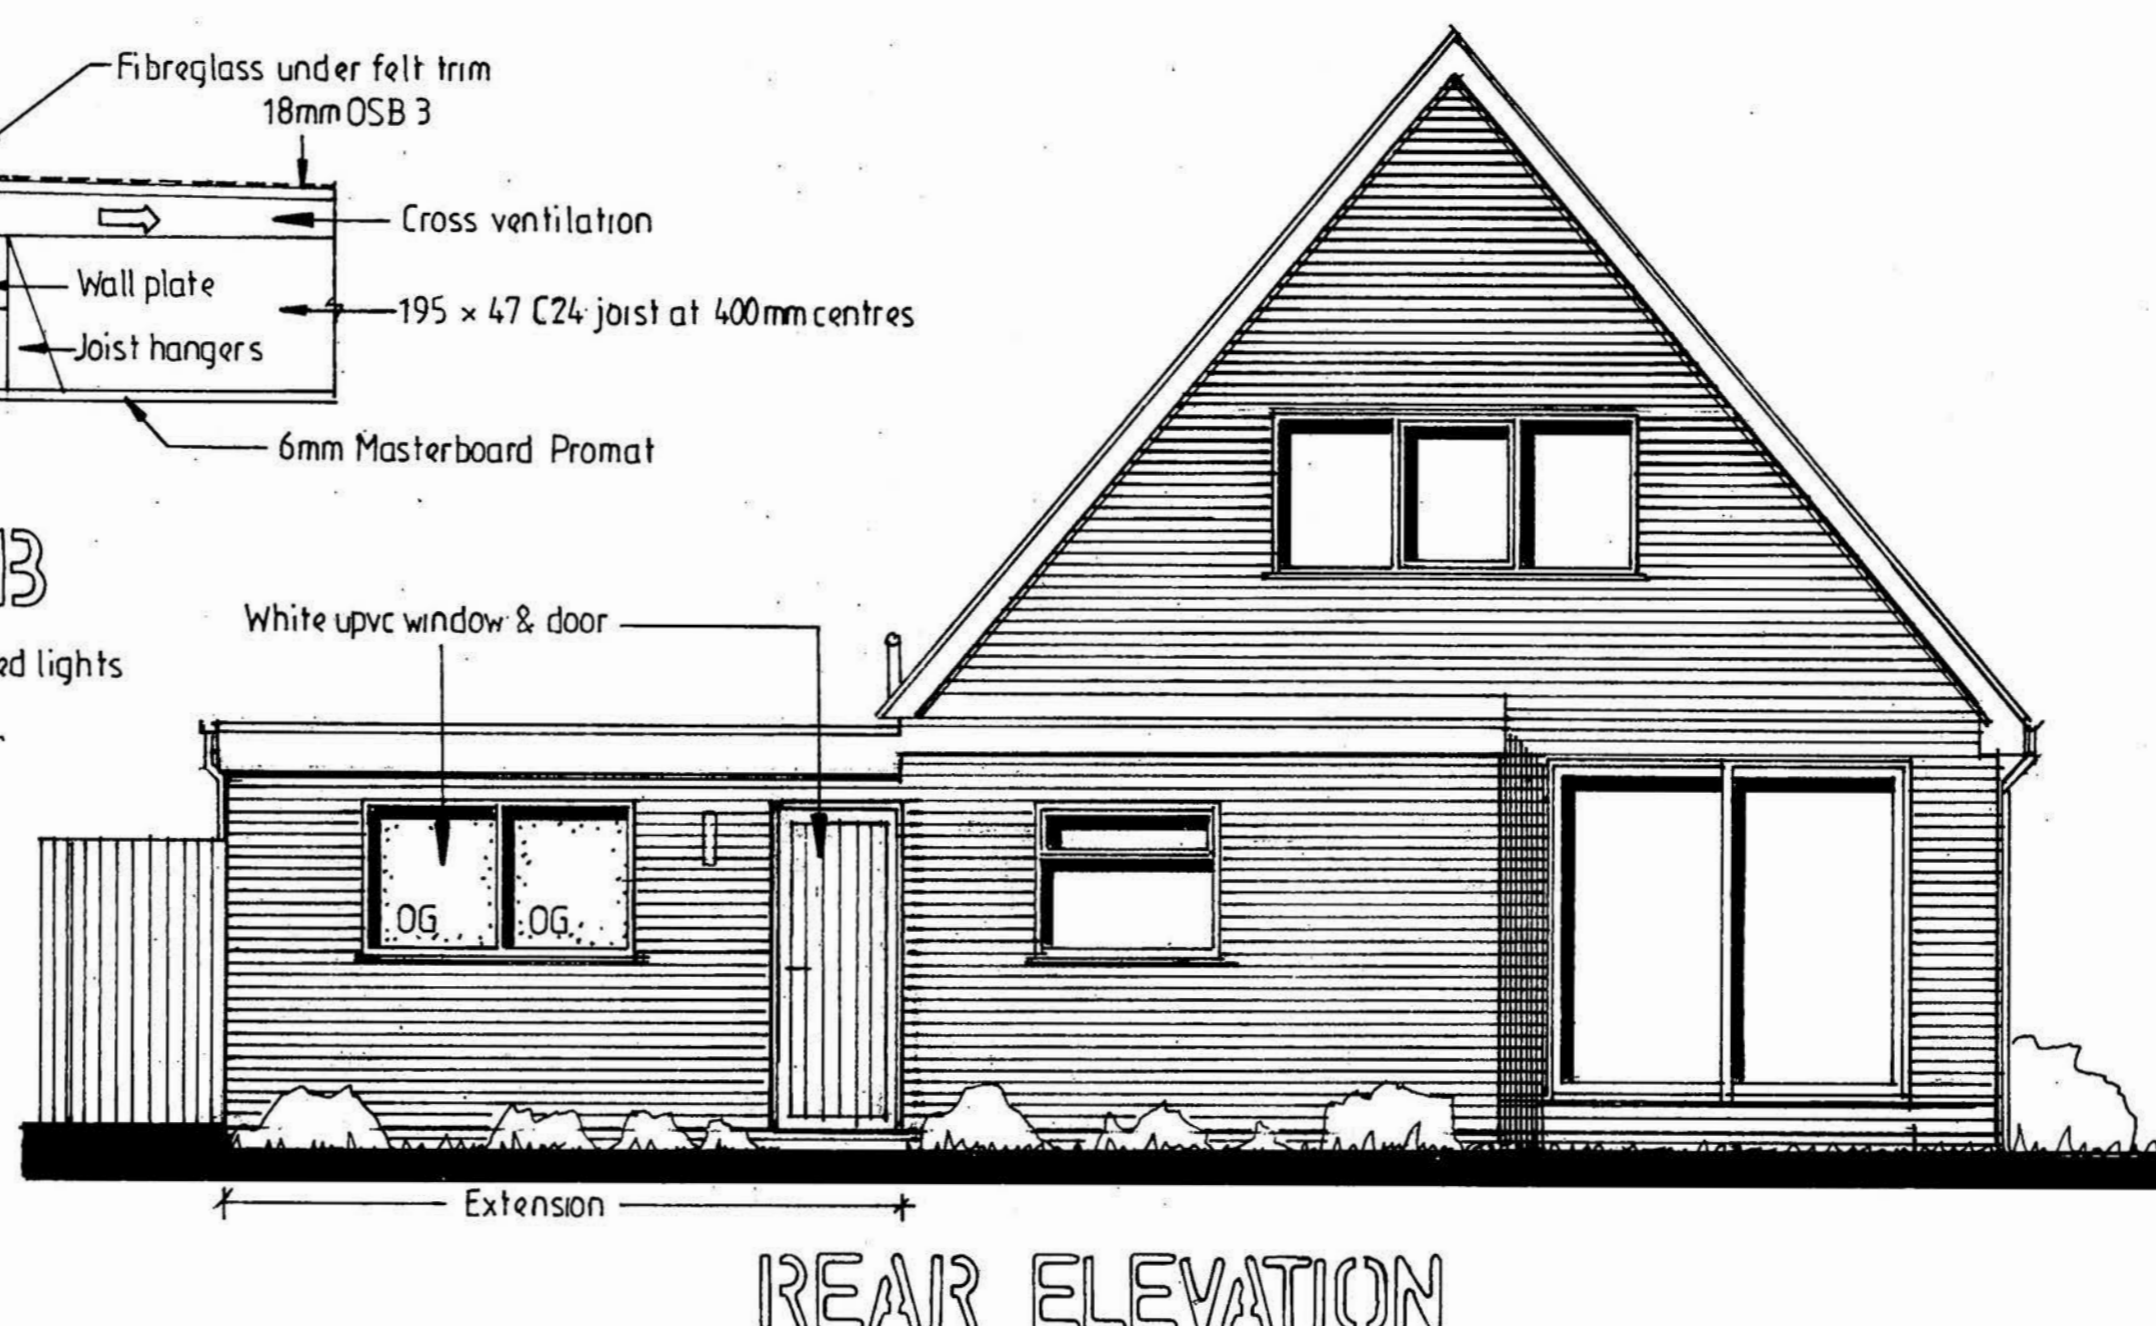 Fibreglass under felt trim
18mm OSB 3
Cross ventilation
Wall plate
195 × 47 C24 joist at 400mm centres
Joist hangers
6mm Masterboard Promat
B
lights
White upvc window & door
OG OG
Extension
REAR ELEVATION